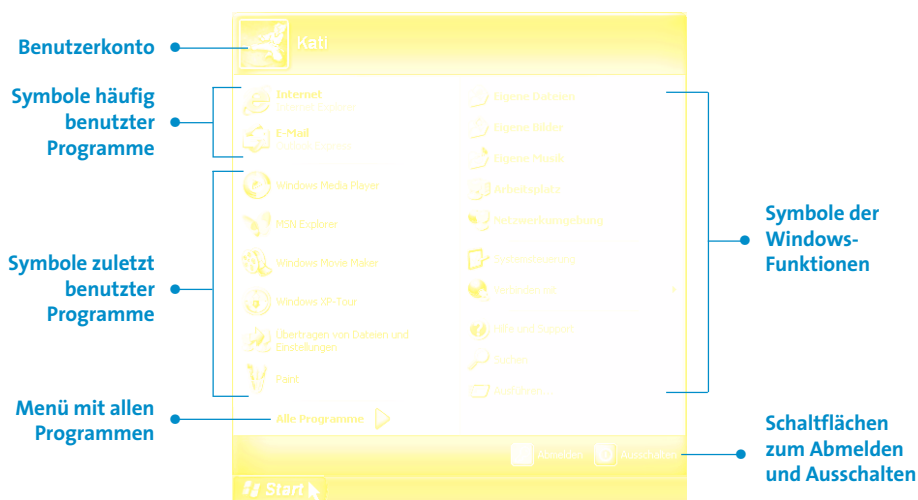 Benutzerkonto
Kati
Symbole häufig
benutzter
Programme
Internet
Internet Explorer
E-Mail
Outlook Express
Symbole zuletzt
benutzter
Programme
Windows Media Player
MSN Explorer
Windows Movie Maker
Windows XP-Tour
Übertragen von Dateien und
Einstellungen
Paint
Menü mit allen
Programmen
Alle Programme
Eigene Dateien
Eigene Bilder
Eigene Musik
Arbeitsplatz
Netzwerkumgebung
Systemsteuerung
Verbinden mit
Hilfe und Support
Suchen
Ausführen...
Symbole der
Windows-
Funktionen
Abmelden
Ausschalten
Schaltflächen
zum Abmelden
und Ausschalten
Start